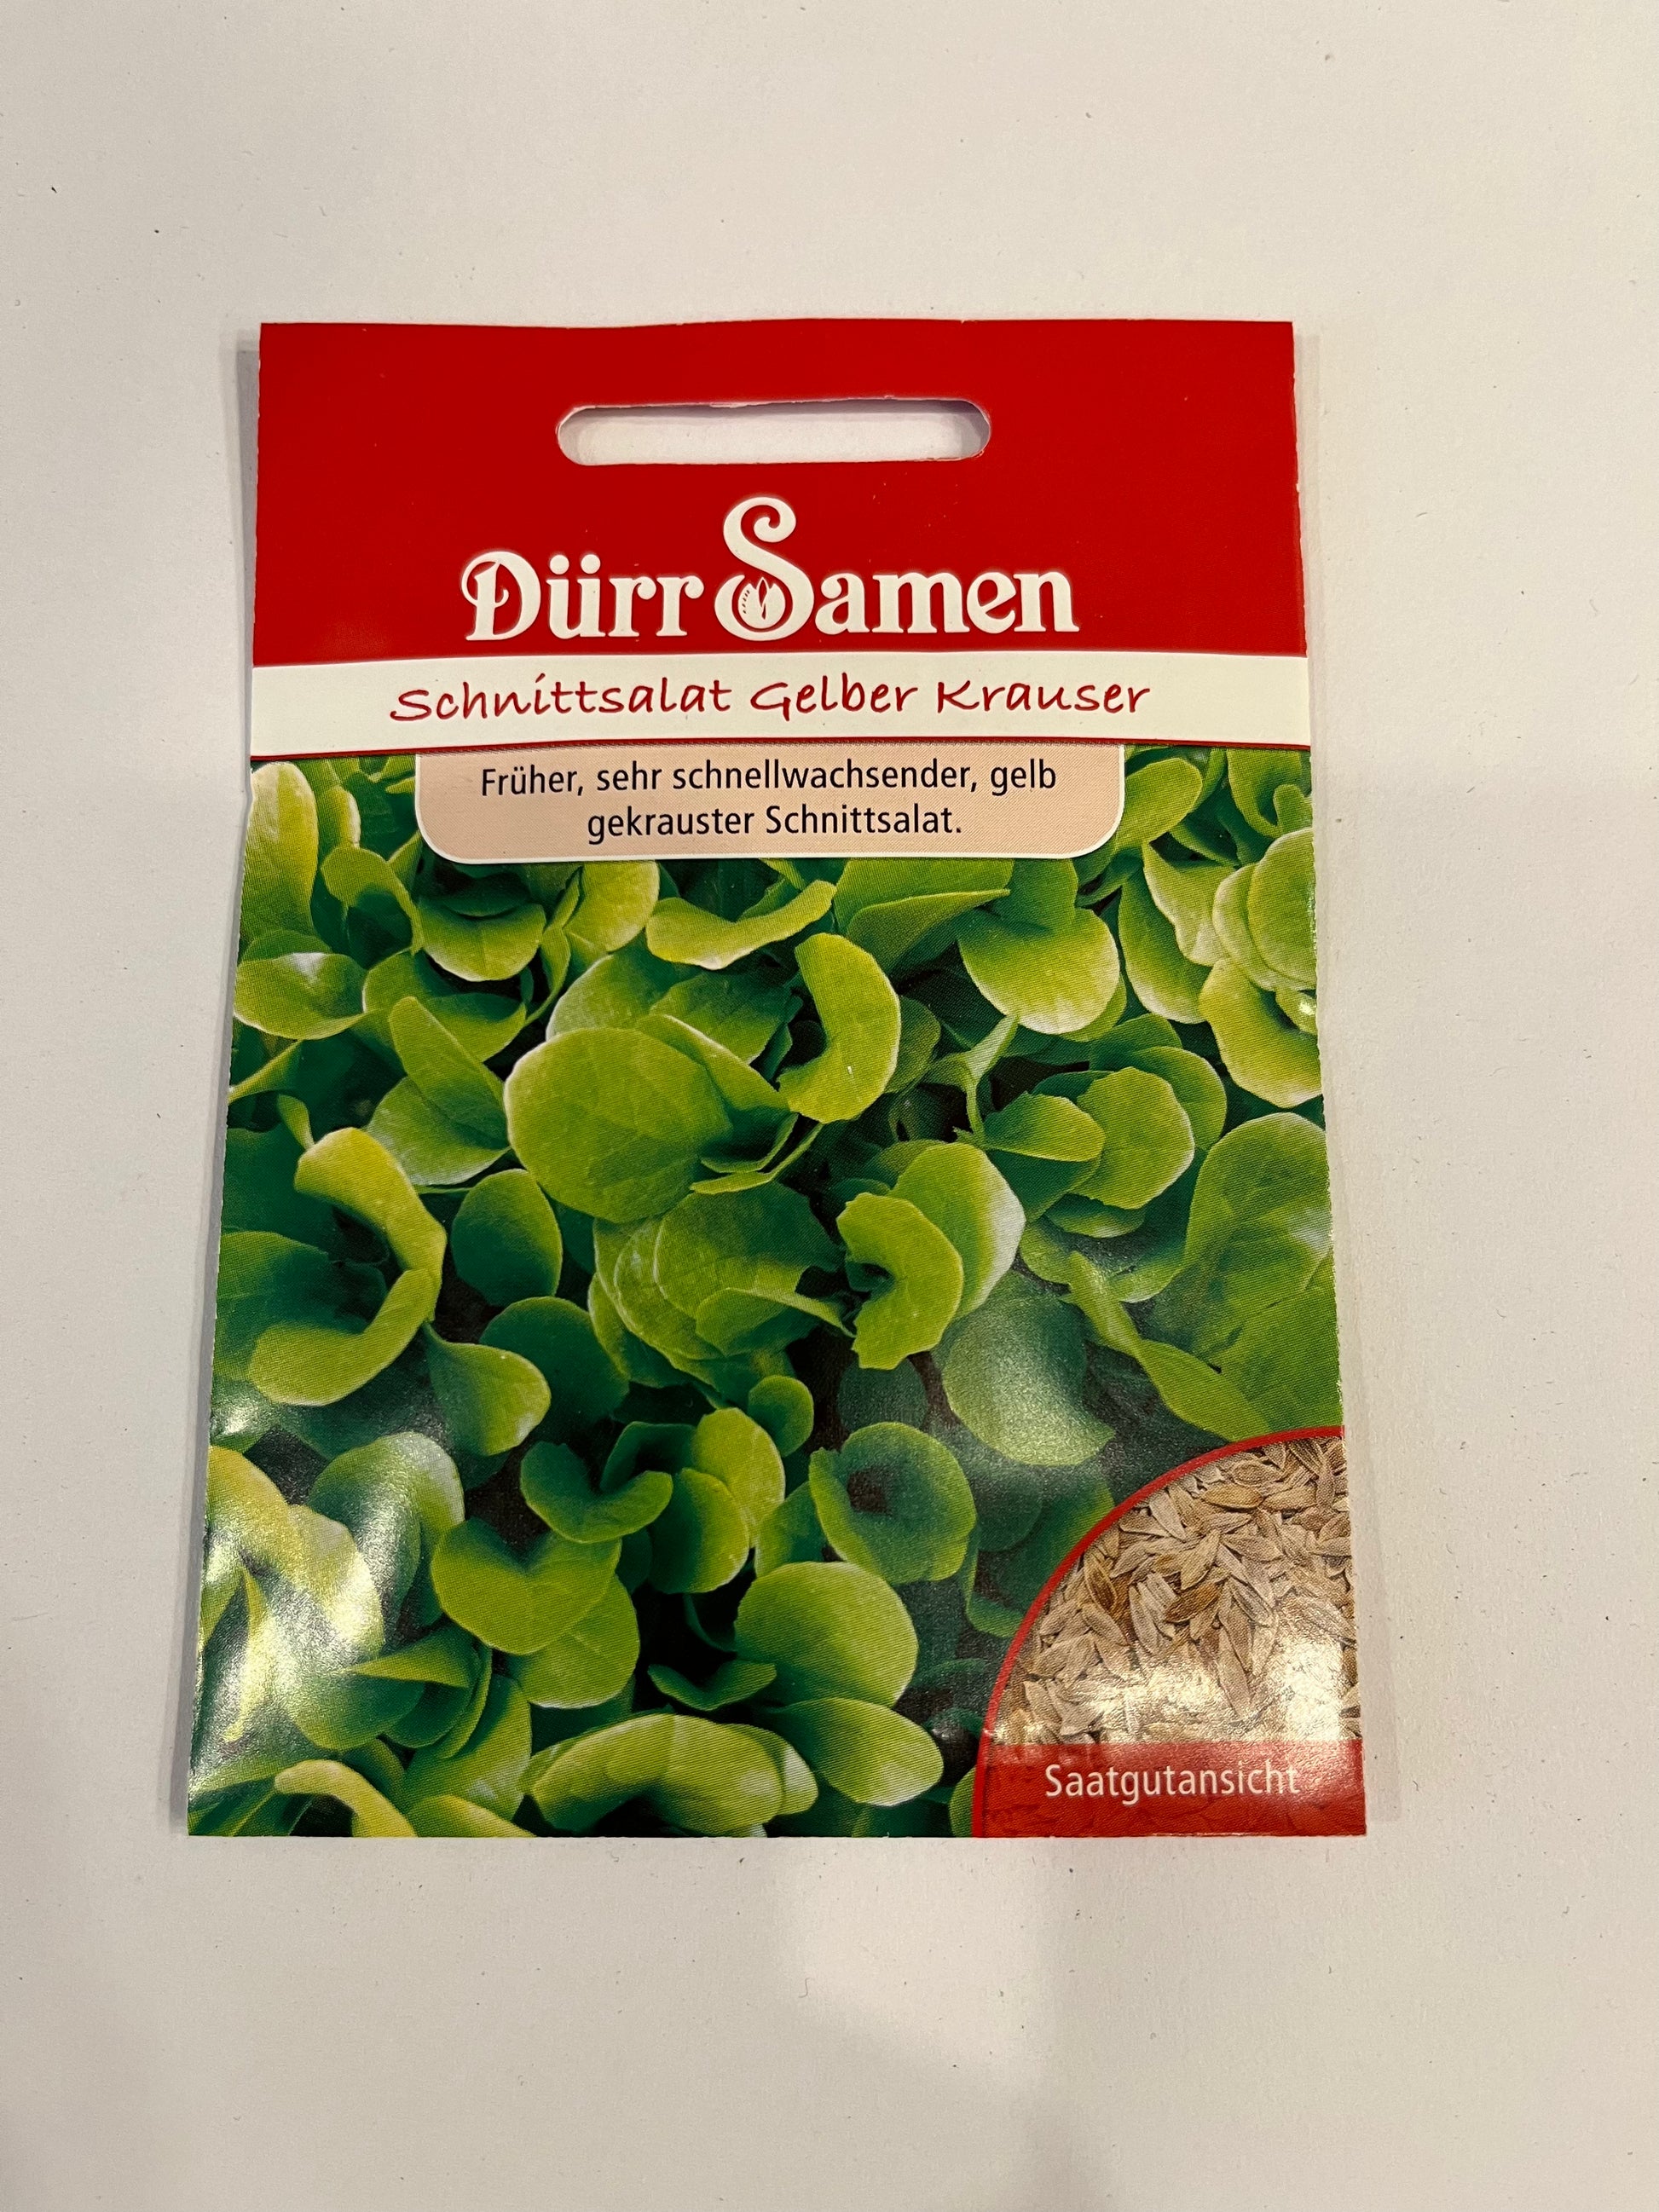 Dürr Samen
Schnittsalat Gelber Krauser
Früher, sehr schnellwachsender, gelb
gekrauster Schnittsalat.
Saatgutansicht